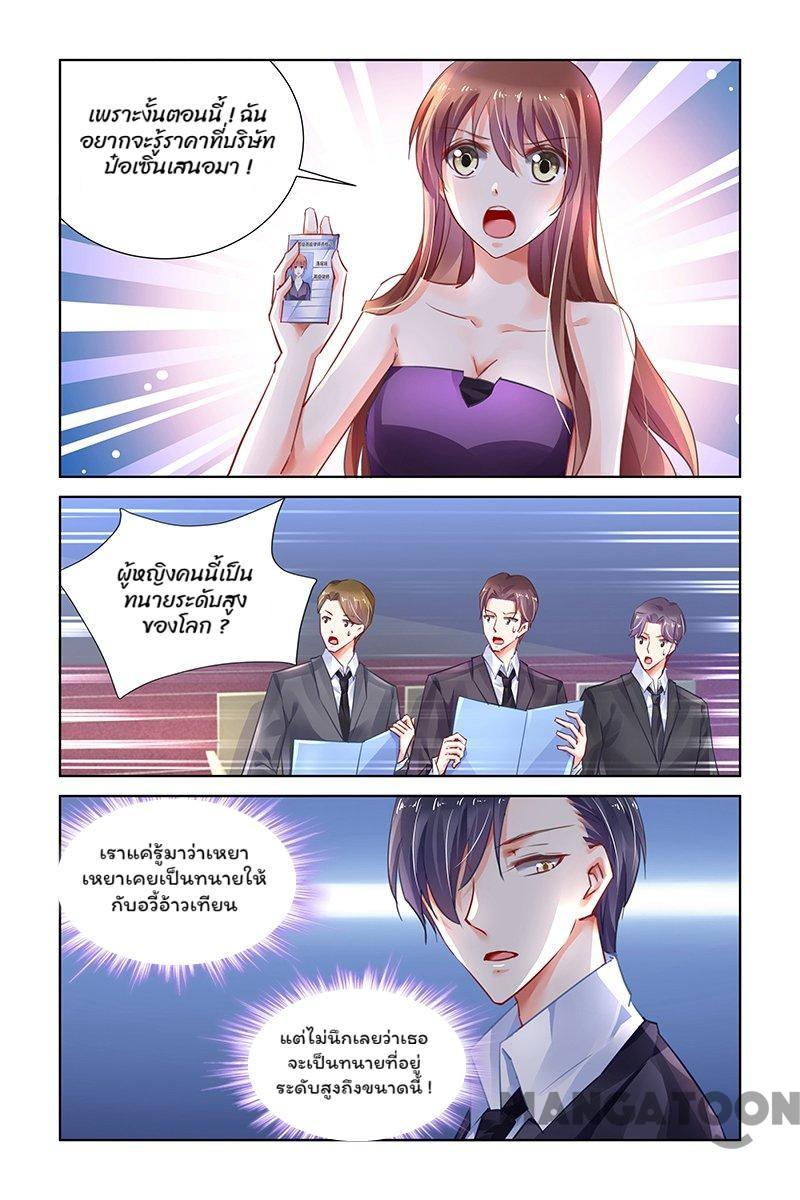 เพราะงั้นตอนนี้ ! ฉัน
อยากจะรู้ราคาที่บริษัท
ป๋อเซิ่นเสนอมา !
ผู้หญิงคนนี้เป็น
ทนายระดับสูง
ของโลก ?
เราแค่รู้มาว่าเหยา
เหยาเคยเป็นทนายให้
กับอวี้อ้าวเทียน
แต่ไม่นึกเลยว่าเธอ
จะเป็นทนายที่อยู่
ระดับสูงถึงขนาดนี้ !
MANGATOON